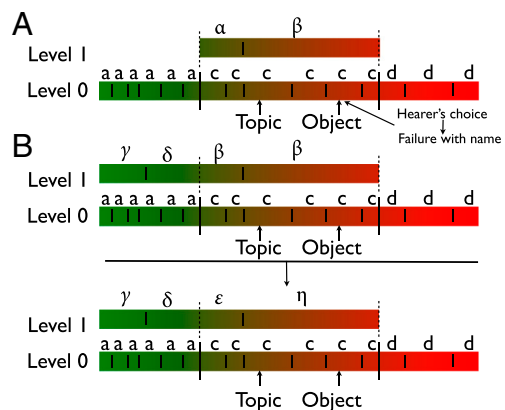 A
α β
Level 1
a a a a a a c c c c c c d d d
Level 0
Topic Object
Hearer's choice
Failure with name
B
γ δ β β
Level 1
a a a a a a c c c c c c d d d
Level 0
Topic Object
γ δ ε η
Level 1
a a a a a a c c c c c c d d d
Level 0
Topic Object